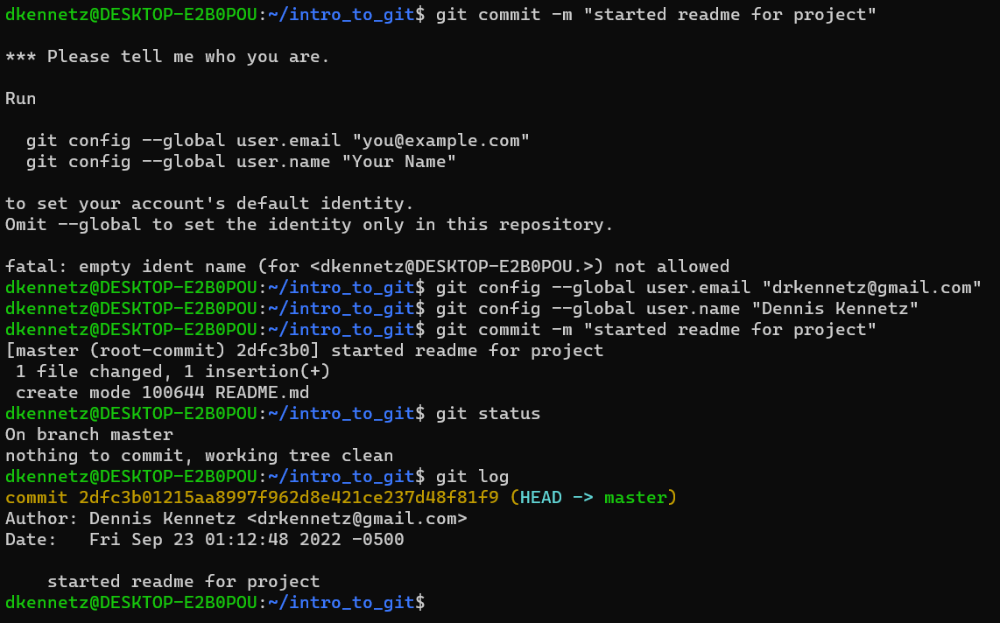 dkennetz@DESKTOP-E2B0POU:~/intro_to_git$ git commit -m "started readme for project"
*** Please tell me who you are.
Run
git config --global user.email "you@example.com"
git config --global user.name "Your Name"
to set your account's default identity.
Omit --global to set the identity only in this repository.
fatal: empty ident name (for <dkennetz@DESKTOP-E2B0POU.>) not allowed
dkennetz@DESKTOP-E2B0POU:~/intro_to_git$ git config --global user.email "drkennetz@gmail.com"
dkennetz@DESKTOP-E2B0POU:~/intro_to_git$ git config --global user.name "Dennis Kennetz"
dkennetz@DESKTOP-E2B0POU:~/intro_to_git$ git commit -m "started readme for project"
[master (root-commit) 2dfc3b0] started readme for project
1 file changed, 1 insertion(+)
create mode 100644 README.md
dkennetz@DESKTOP-E2B0POU:~/intro_to_git$ git status
On branch master
nothing to commit, working tree clean
dkennetz@DESKTOP-E2B0POU:~/intro_to_git$ git log
commit 2dfc3b01215aa8997f962d8e421ce237d48f81f9 (HEAD -> master)
Author: Dennis Kennetz <drkennetz@gmail.com>
Date:   Fri Sep 23 01:12:48 2022 -0500
started readme for project
dkennetz@DESKTOP-E2B0POU:~/intro_to_git$